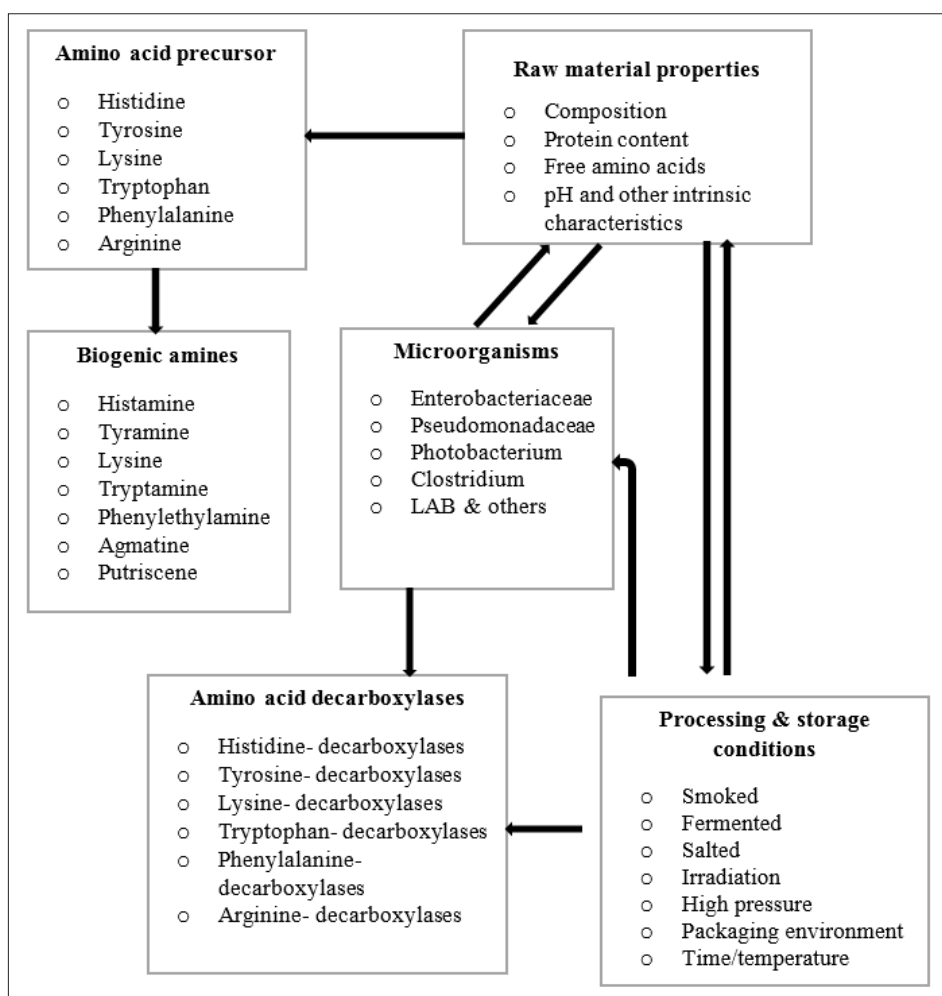 Amino acid precursor
o Histidine
o Tyrosine
o Lysine
o Tryptophan
o Phenylalanine
o Arginine
Raw material properties
o Composition
o Protein content
o Free amino acids
o pH and other intrinsic
characteristics
Biogenic amines
o Histamine
o Tyramine
o Lysine
o Tryptamine
o Phenylethylamine
o Agmatine
o Putriscene
Microorganisms
o Enterobacteriaceae
o Pseudomonadaceae
o Photobacterium
o Clostridium
o LAB & others
Amino acid decarboxylases
o Histidine- decarboxylases
o Tyrosine- decarboxylases
o Lysine- decarboxylases
o Tryptophan- decarboxylases
o Phenylalanine-
decarboxylases
o Arginine- decarboxylases
Processing & storage
conditions
o Smoked
o Fermented
o Salted
o Irradiation
o High pressure
o Packaging environment
o Time/temperature